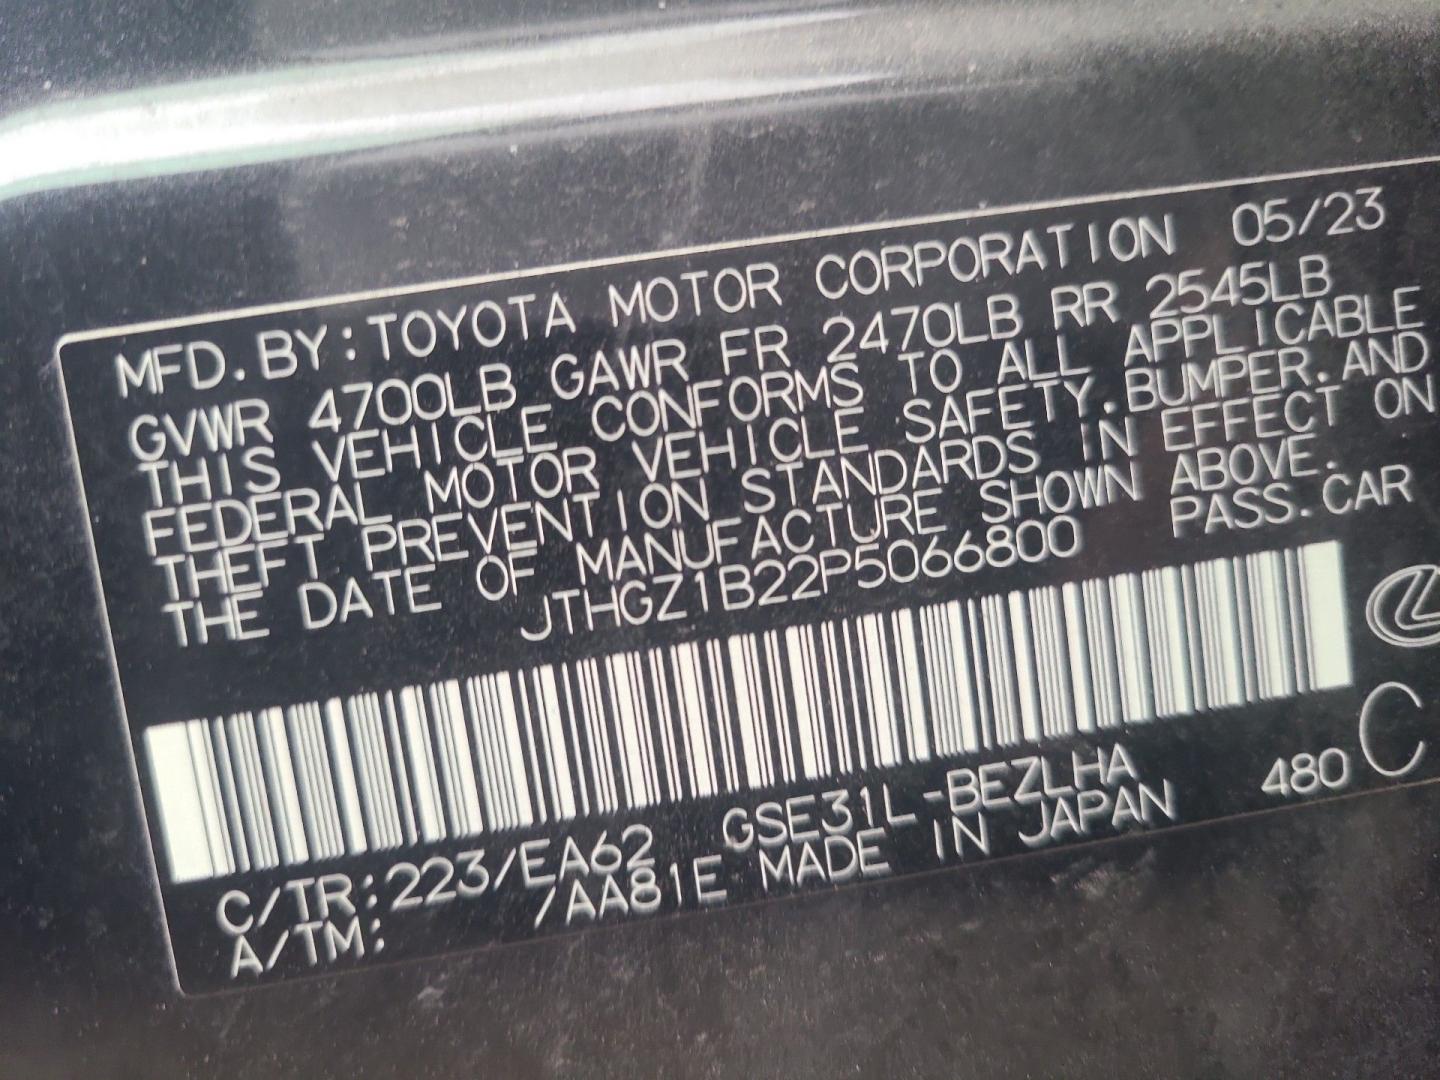 MFD. BY: TOYOTA MOTOR CORPORATION 05/23
GVWR 4700LB GAWR FR 2470LB RR 2545LB
THIS VEHICLE CONFORMS TO ALL APPLICABLE
FEDERAL MOTOR VEHICLE SAFETY. BUMPER. AND
THEFT PREVENTION STANDARDS IN EFFECT ON
THE DATE OF MANUFACTURE SHOWN ABOVE.
JTHGZ1B22P5066800 PASS. CAR
C/TR: 223/EA62 GSE31L-BEZLHA 480 C
A/TM: /AA81E MADE IN JAPAN